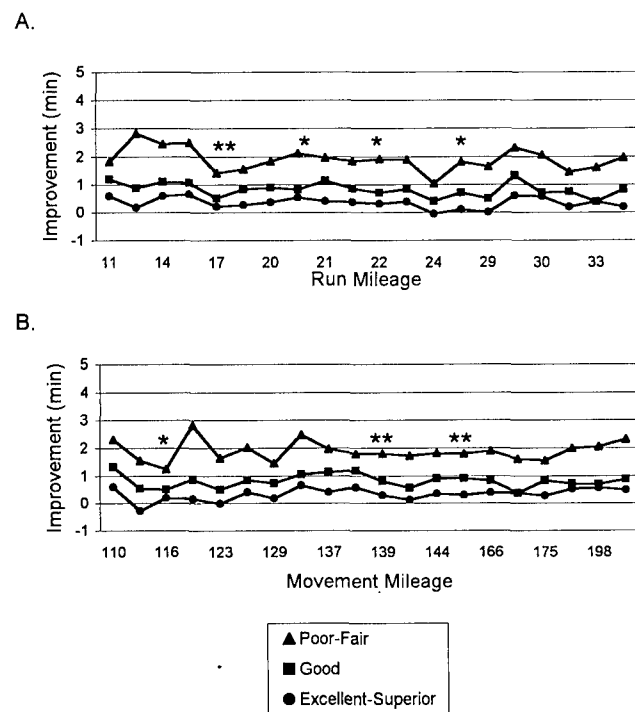 A.
Improvement (min)
5
4
3
2
1
0
-1
** * * *
11 14 17 20 21 22 24 29 30 33
Run Mileage
B.
Improvement (min)
5
4
3
2
1
0
-1
* ** **
110 116 123 129 137 139 144 166 175 198
Movement Mileage
Poor-Fair
Good
Excellent-Superior